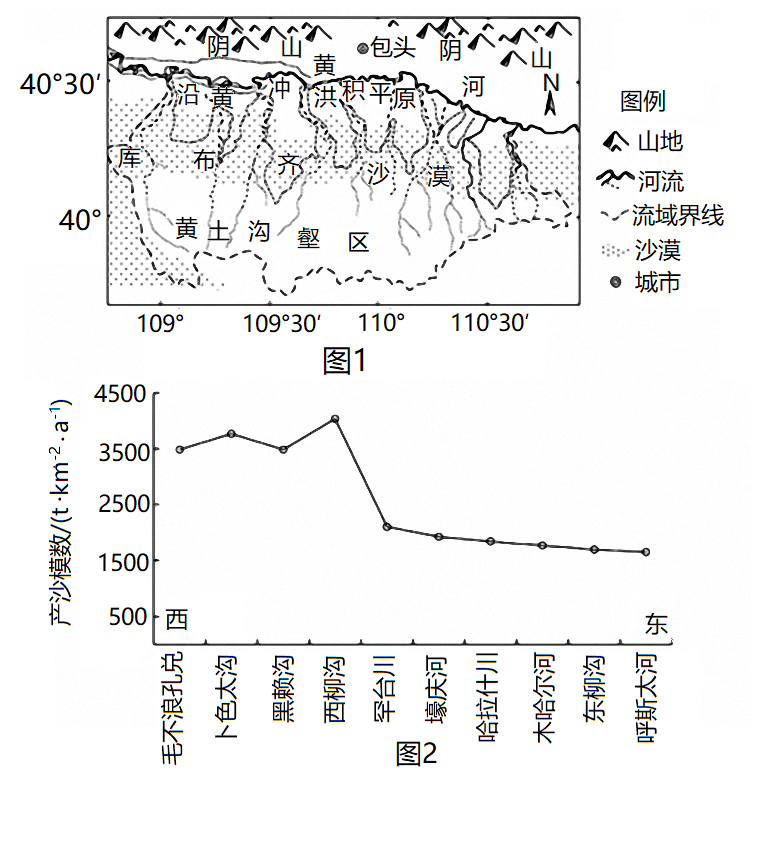 阴 山 包头 阴 山
黄 河
N
40°30′
沿 黄 冲 洪 积 平 原
图例
山地
河流
流域界线
沙漠
城市
库 布 齐 沙 漠
40°
黄 土 沟 壑 区
109° 109°30′ 110° 110°30′
图1
产沙模数/(t·km⁻²·a⁻¹)
4500
3500
2500
1500
500
西 东
毛不浪孔兑
卜色太沟
黑赖沟
西柳沟
罕台川
壕庆河
哈拉什川
木哈尔河
东柳沟
呼斯太河
图2